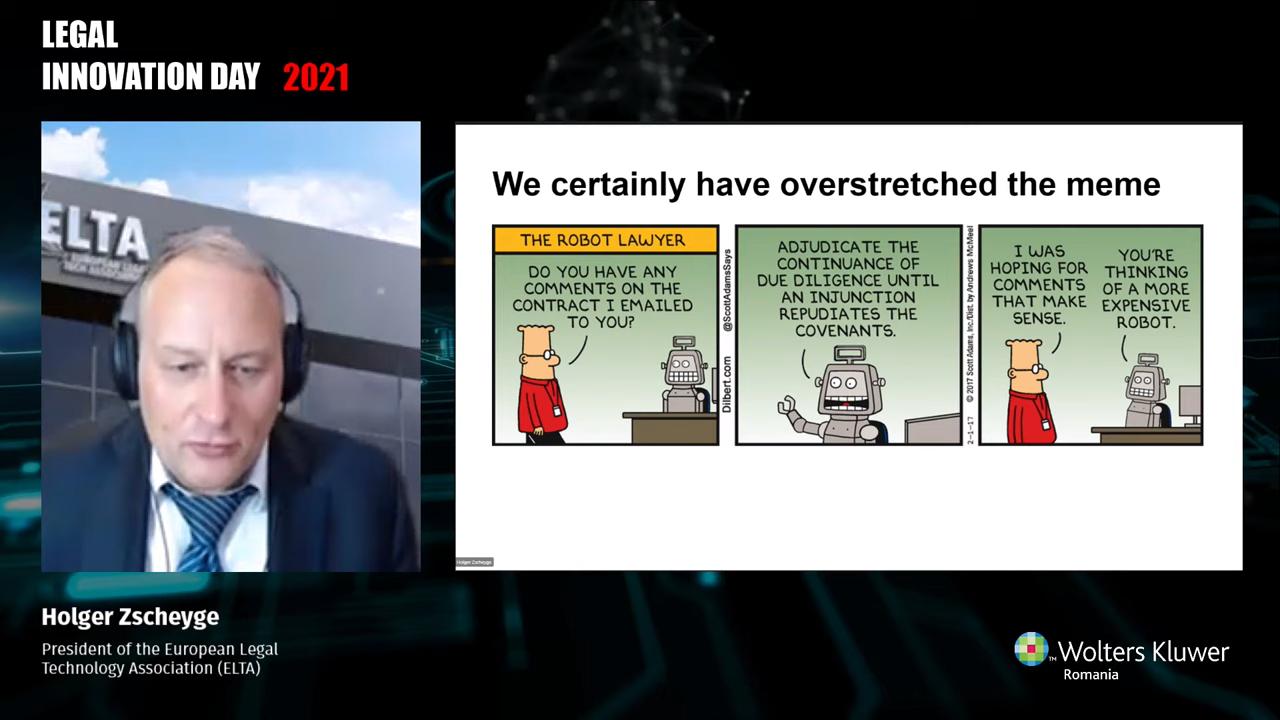 LEGAL
INNOVATION DAY 2021
ELTA
We certainly have overstretched the meme
THE ROBOT LAWYER
DO YOU HAVE ANY
COMMENTS ON THE
CONTRACT I EMAILED
TO YOU?
Dilbert.com @ScottAdamsSays
ADJUDICATE THE
CONTINUANCE OF
DUE DILIGENCE UNTIL
AN INJUNCTION
REPUDIATES THE
COVENANTS.
2-1-17 © 2017 Scott Adams, Inc./Dist. by Andrews McMeel
I WAS
HOPING FOR
COMMENTS
THAT MAKE
SENSE.
YOU'RE
THINKING
OF A MORE
EXPENSIVE
ROBOT.
Holger Zscheyge
Holger Zscheyge
President of the European Legal
Technology Association (ELTA)
Wolters Kluwer
Romania